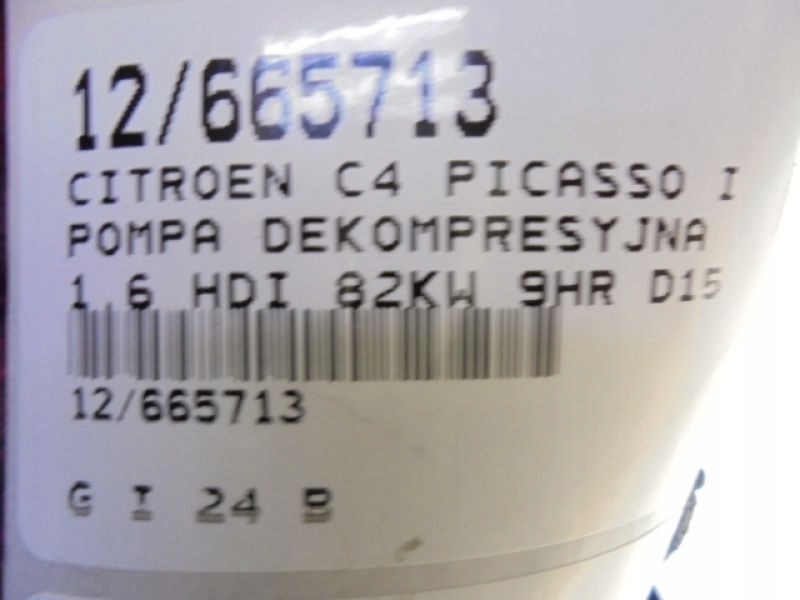 12/665713
CITROEN C4 PICASSO I
POMPA DEKOMPRESYJNA
1.6 HDI 82KW 9HR D15
12/665713
G I 24 B